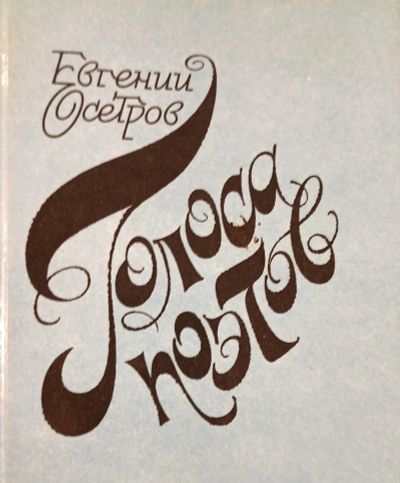 Евгений
Осетров
Голоса
поэтов